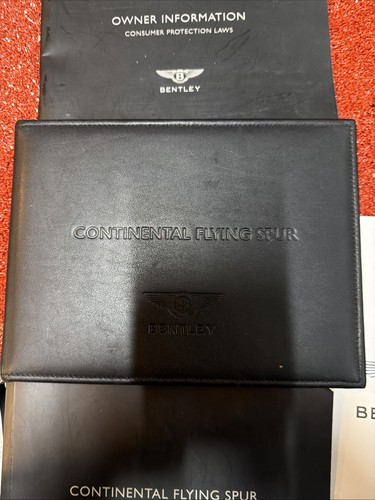 OWNER INFORMATION
CONSUMER PROTECTION LAWS
B
BENTLEY
CONTINENTAL FLYING SPUR
B
BENTLEY
BE
CONTINENTAL FLYING SPUR